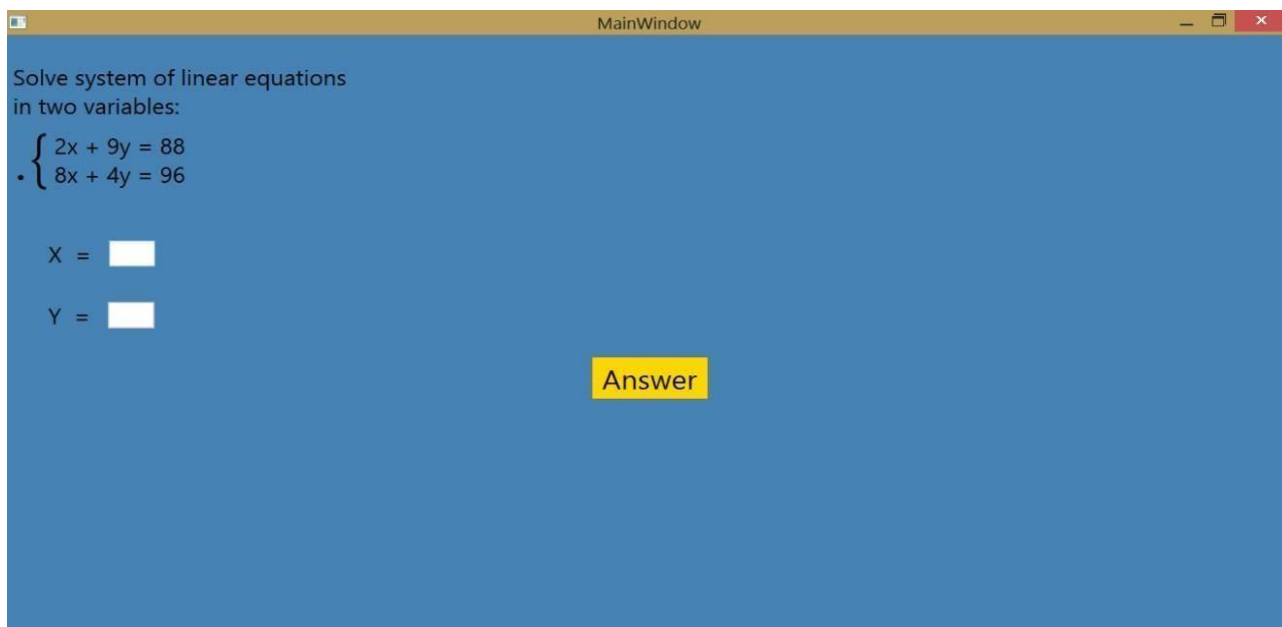 MainWindow
Solve system of linear equations
in two variables:
2x + 9y = 88
8x + 4y = 96
X =
Y =
Answer